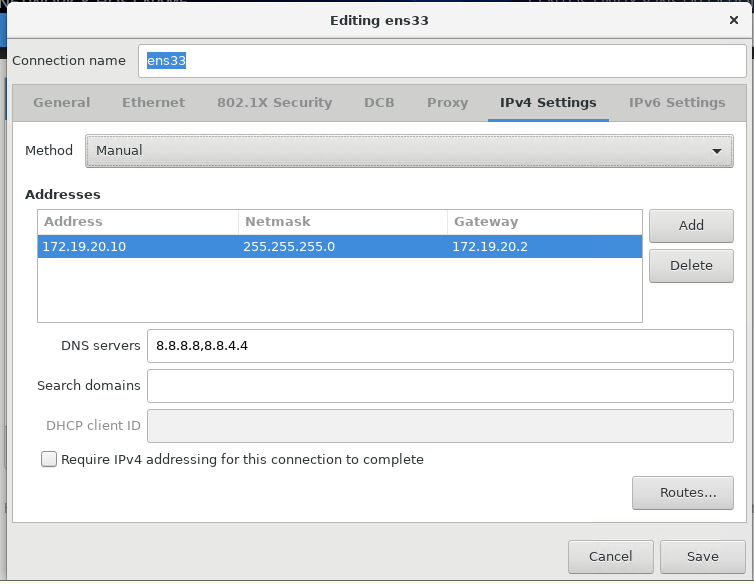 Editing ens33
Connection name ens33
General Ethernet 802.1X Security DCB Proxy IPv4 Settings IPv6 Settings
Method Manual
Addresses
Address Netmask Gateway
172.19.20.10 255.255.255.0 172.19.20.2
Add
Delete
DNS servers 8.8.8.8,8.8.4.4
Search domains
DHCP client ID
Require IPv4 addressing for this connection to complete
Routes...
Cancel Save